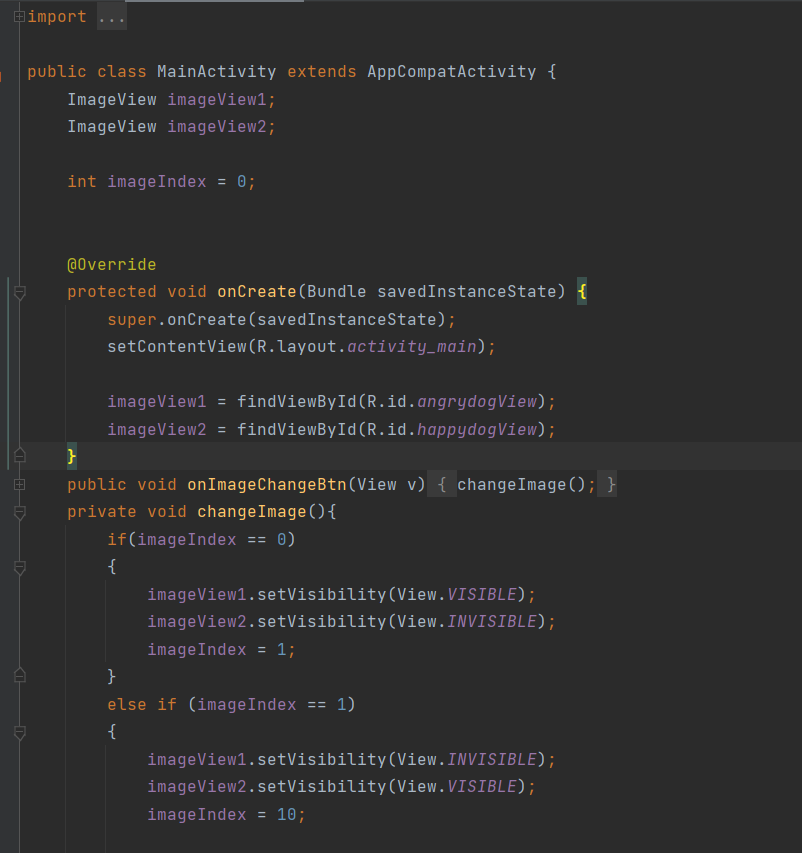 import ...
public class MainActivity extends AppCompatActivity {
ImageView imageView1;
ImageView imageView2;
int imageIndex = 0;
@Override
protected void onCreate(Bundle savedInstanceState) {
super.onCreate(savedInstanceState);
setContentView(R.layout.activity_main);
imageView1 = findViewById(R.id.angrydogView);
imageView2 = findViewById(R.id.happydogView);
}
public void onImageChangeBtn(View v) { changeImage(); }
private void changeImage(){
if(imageIndex == 0)
{
imageView1.setVisibility(View.VISIBLE);
imageView2.setVisibility(View.INVISIBLE);
imageIndex = 1;
}
else if (imageIndex == 1)
{
imageView1.setVisibility(View.INVISIBLE);
imageView2.setVisibility(View.VISIBLE);
imageIndex = 10;